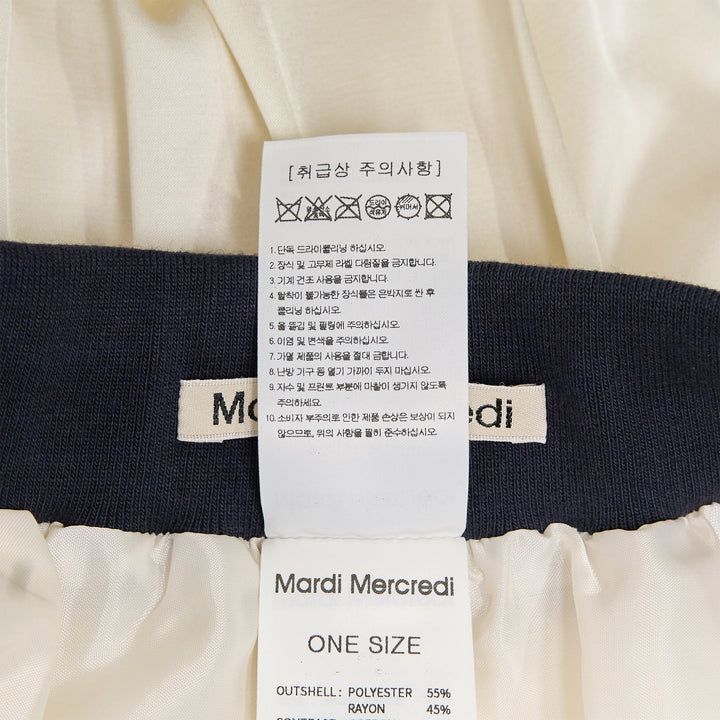 [취급상 주의사항]
드라이
석유계
1. 단독 드라이클리닝 하십시오.
2. 장식 및 고무제 라벨 다림질을 금지합니다.
3. 기계 건조 사용을 금지합니다.
4. 탈착이 불가능한 장식물은 은박지로 싼 후
클리닝 하십시오.
5. 올 뜯김 및 필링에 주의하십시오.
6. 이염 및 변색을 주의하십시오.
7. 가열 제품의 사용을 절대 금합니다.
8. 난방 기구 등 열기 가까이 두지 마십시오.
9. 자수 및 프린트 부분에 마찰이 생기지 않도록
주의하세요.
10. 소비자 부주의로 인한 제품 손상은 보상이 되지
않으므로, 위의 사항을 필히 준수하십시오.
Mardi Mercredi
ONE SIZE
OUTSHELL: POLYESTER 55%
RAYON 45%